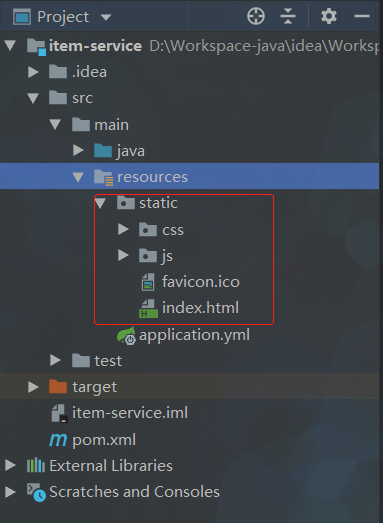 Project
item-service D:\Workspace-java\idea\Worksp
.idea
src
main
java
resources
static
css
js
favicon.ico
index.html
application.yml
test
target
item-service.iml
pom.xml
External Libraries
Scratches and Consoles